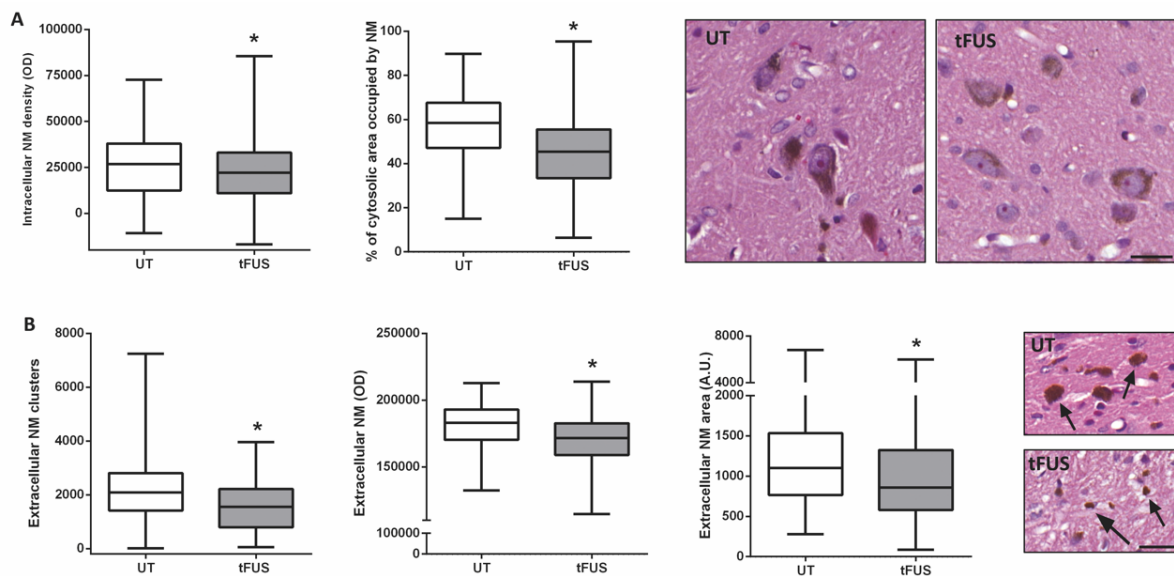 A
Intracellular NM density (OD)
100000
75000
50000
25000
0
*
UT
tFUS
% of cytosolic area occupied by NM
100
80
60
40
20
0
*
UT
tFUS
UT
tFUS
B
Extracellular NM clusters
8000
6000
4000
2000
0
*
UT
tFUS
Extracellular NM (OD)
250000
200000
150000
100000
0
*
UT
tFUS
Extracellular NM area (A.U.)
8000
6000
4000
2000
1500
1000
500
0
*
UT
tFUS
UT
tFUS